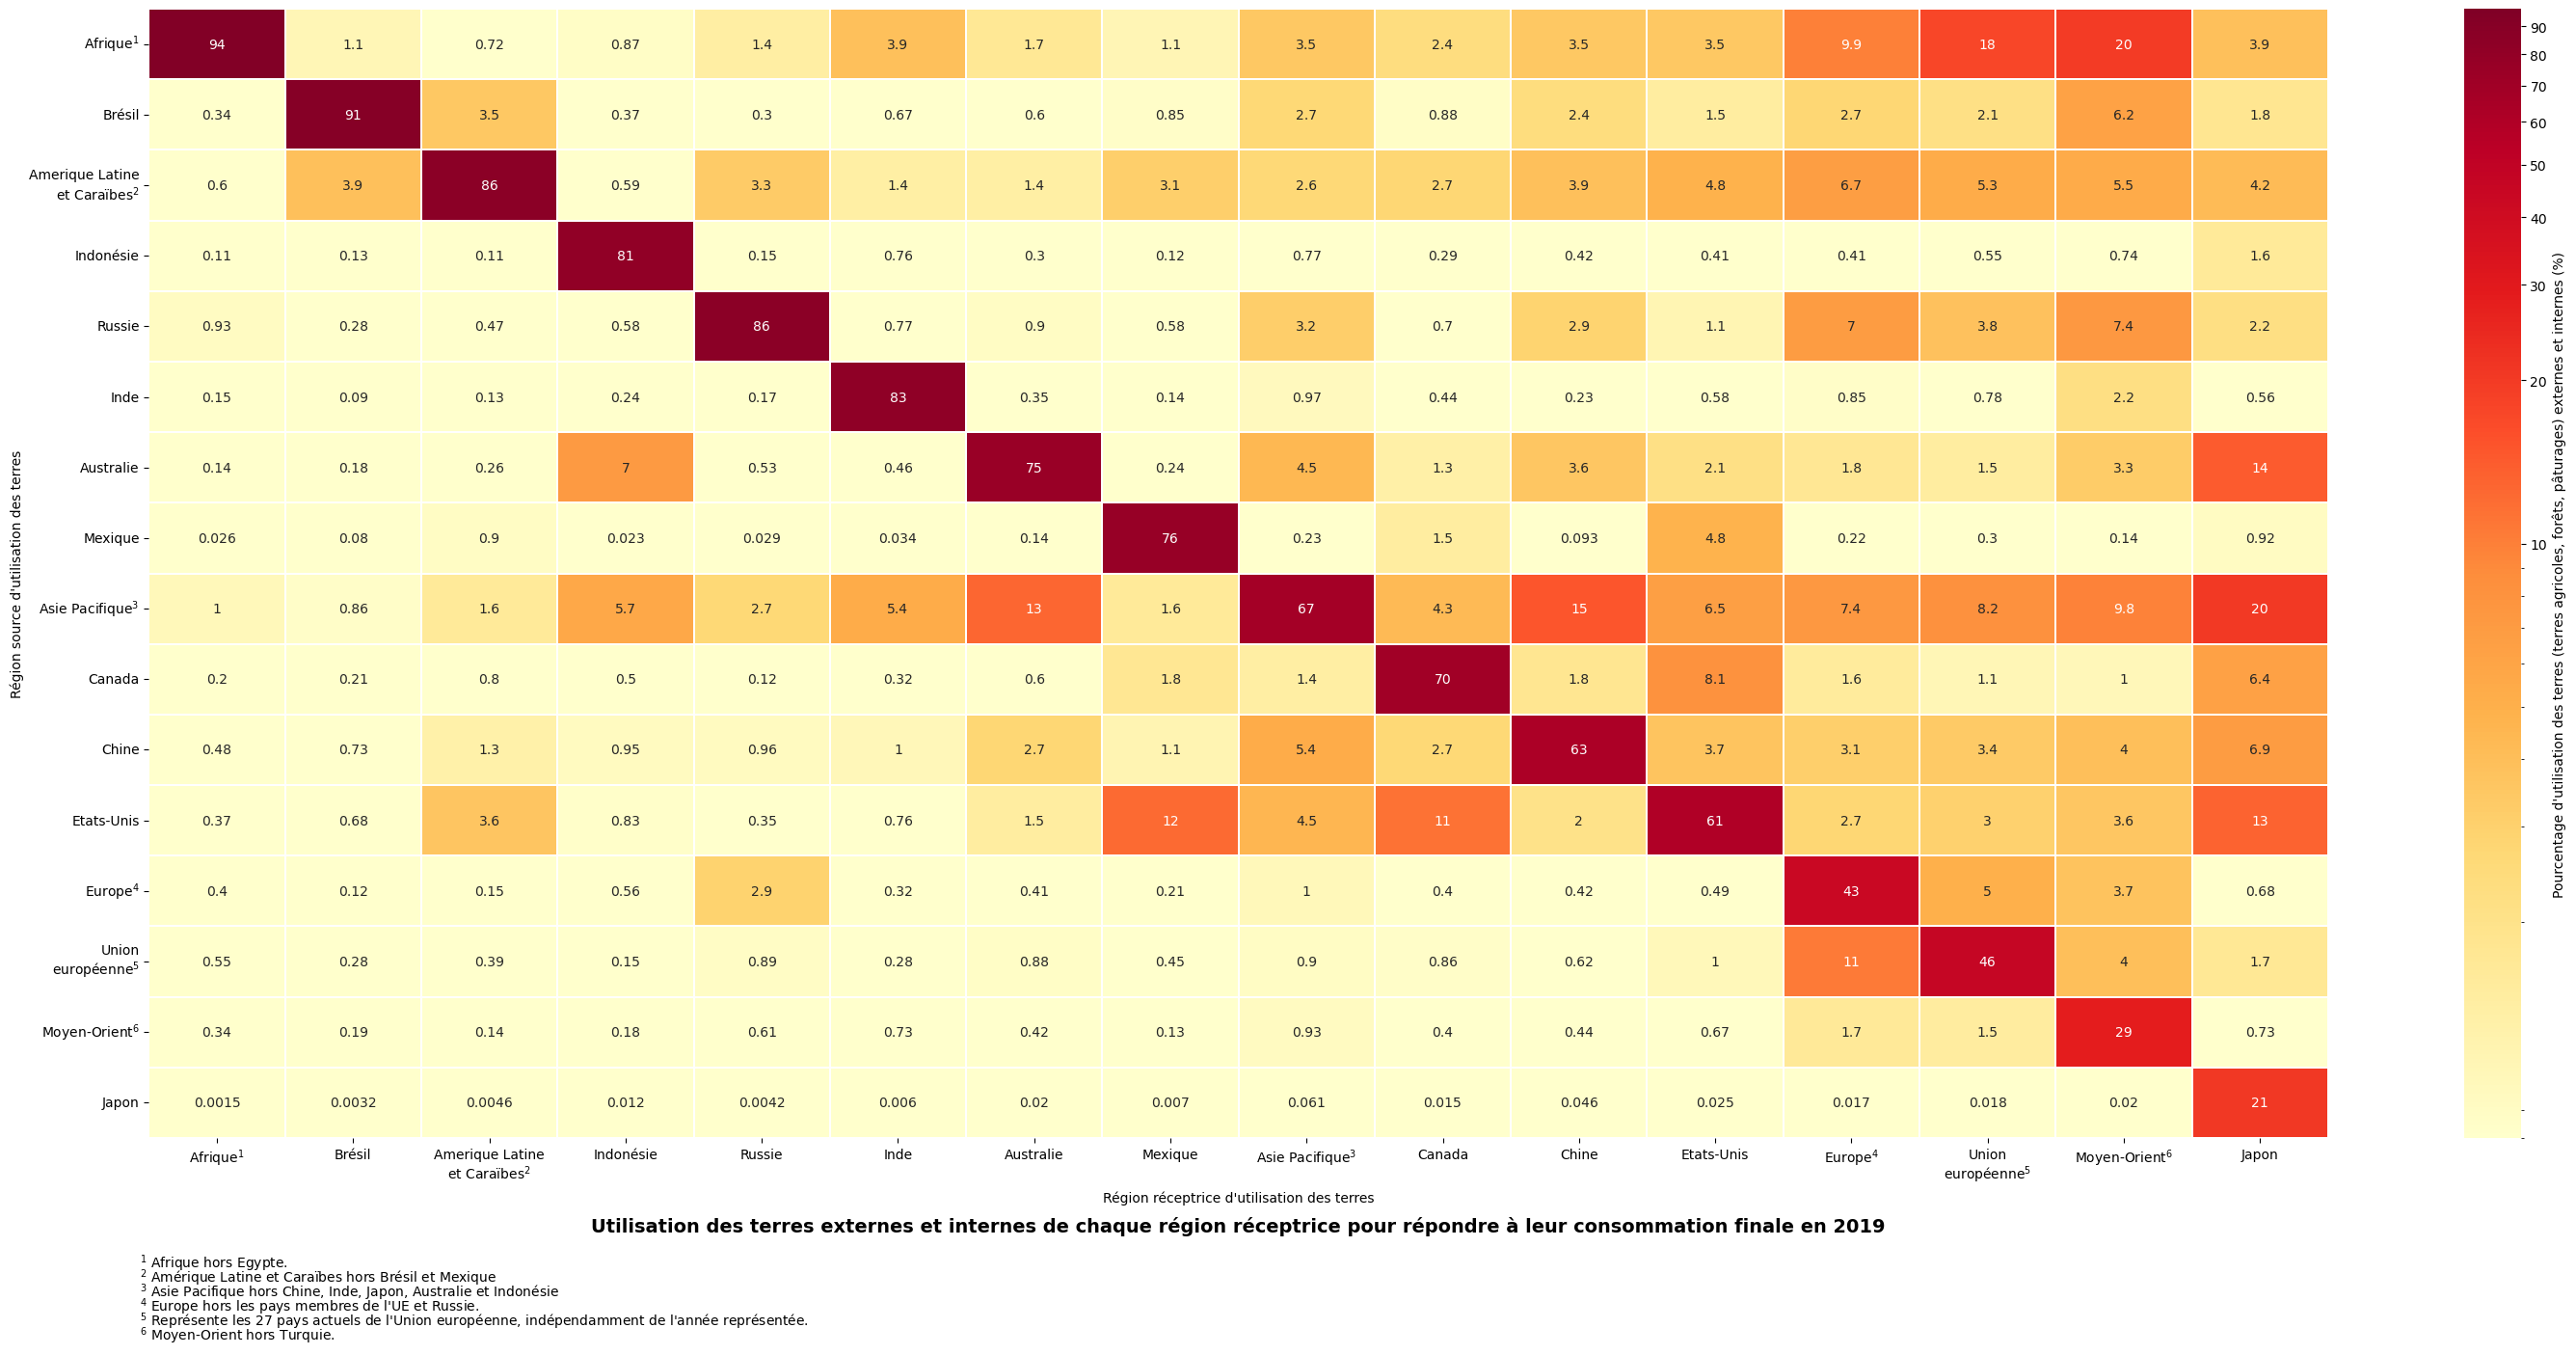 Afrique¹ 94 1.1 0.72 0.87 1.4 3.9 1.7 1.1 3.5 2.4 3.5 3.5 9.9 18 20 3.9
Brésil 0.34 91 3.5 0.37 0.3 0.67 0.6 0.85 2.7 0.88 2.4 1.5 2.7 2.1 6.2 1.8
Amerique Latine
et Caraïbes² 0.6 3.9 86 0.59 3.3 1.4 1.4 3.1 2.6 2.7 3.9 4.8 6.7 5.3 5.5 4.2
Indonésie 0.11 0.13 0.11 81 0.15 0.76 0.3 0.12 0.77 0.29 0.42 0.41 0.41 0.55 0.74 1.6
Russie 0.93 0.28 0.47 0.58 86 0.77 0.9 0.58 3.2 0.7 2.9 1.1 7 3.8 7.4 2.2
Inde 0.15 0.09 0.13 0.24 0.17 83 0.35 0.14 0.97 0.44 0.23 0.58 0.85 0.78 2.2 0.56
Australie 0.14 0.18 0.26 7 0.53 0.46 75 0.24 4.5 1.3 3.6 2.1 1.8 1.5 3.3 14
Mexique 0.026 0.08 0.9 0.023 0.029 0.034 0.14 76 0.23 1.5 0.093 4.8 0.22 0.3 0.14 0.92
Asie Pacifique³ 1 0.86 1.6 5.7 2.7 5.4 13 1.6 67 4.3 15 6.5 7.4 8.2 9.8 20
Canada 0.2 0.21 0.8 0.5 0.12 0.32 0.6 1.8 1.4 70 1.8 8.1 1.6 1.1 1 6.4
Chine 0.48 0.73 1.3 0.95 0.96 1 2.7 1.1 5.4 2.7 63 3.7 3.1 3.4 4 6.9
Etats-Unis 0.37 0.68 3.6 0.83 0.35 0.76 1.5 12 4.5 11 2 61 2.7 3 3.6 13
Europe⁴ 0.4 0.12 0.15 0.56 2.9 0.32 0.41 0.21 1 0.4 0.42 0.49 43 5 3.7 0.68
Union
européenne⁵ 0.55 0.28 0.39 0.15 0.89 0.28 0.88 0.45 0.9 0.86 0.62 1 11 46 4 1.7
Moyen-Orient⁶ 0.34 0.19 0.14 0.18 0.61 0.73 0.42 0.13 0.93 0.4 0.44 0.67 1.7 1.5 29 0.73
Japon 0.0015 0.0032 0.0046 0.012 0.0042 0.006 0.02 0.007 0.061 0.015 0.046 0.025 0.017 0.018 0.02 21
Région source d'utilisation des terres
Afrique¹ Brésil Amerique Latine Indonésie Russie Inde Australie Mexique Asie Pacifique³ Canada Chine Etats-Unis Europe⁴ Union Moyen-Orient⁶ Japon
et Caraïbes² européenne⁵
Région réceptrice d'utilisation des terres
90
80
70
60
50
40
30
20
10
Pourcentage d'utilisation des terres (terres agricoles, forêts, pâturages) externes et internes (%)
Utilisation des terres externes et internes de chaque région réceptrice pour répondre à leur consommation finale en 2019
¹ Afrique hors Egypte.
² Amérique Latine et Caraïbes hors Brésil et Mexique
³ Asie Pacifique hors Chine, Inde, Japon, Australie et Indonésie
⁴ Europe hors les pays membres de l'UE et Russie.
⁵ Représente les 27 pays actuels de l'Union européenne, indépendamment de l'année représentée.
⁶ Moyen-Orient hors Turquie.